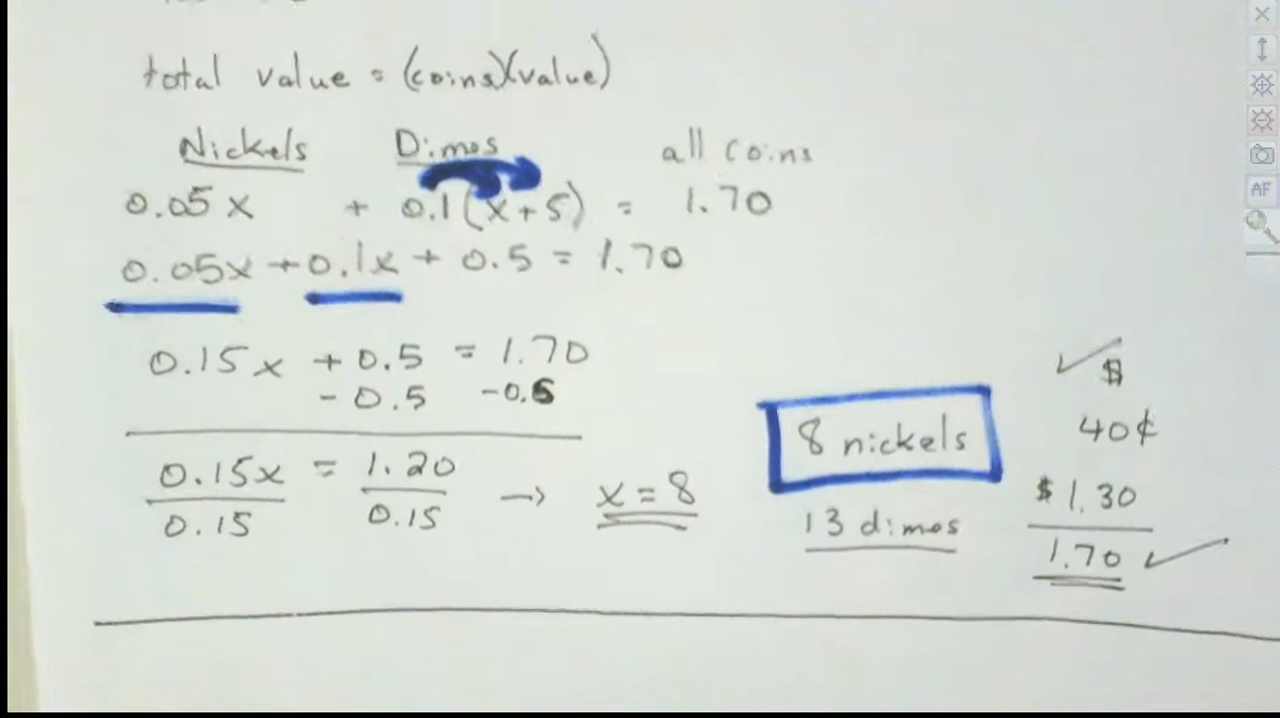 total value = (coins)(value)
Nickels Dimes all coins
0.05x + 0.1(x+5) = 1.70
0.05x + 0.1x + 0.5 = 1.70
0.15x + 0.5 = 1.70
- 0.5 -0.5
0.15x = 1.20
0.15 0.15
→ x = 8
8 nickels
13 dimes
✓ $
40¢
$1.30
1.70 ✓
AF